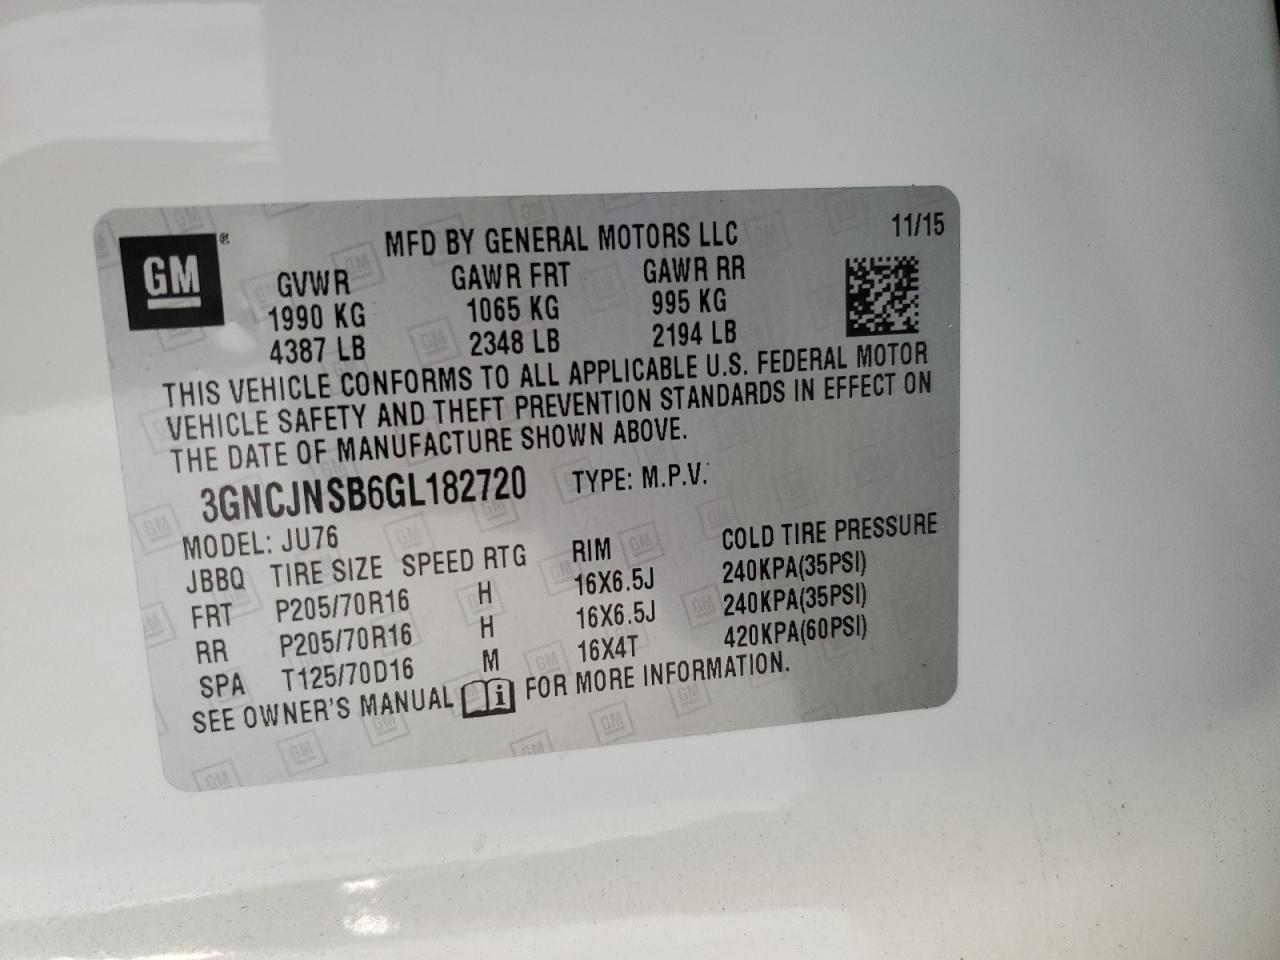 GM ® MFD BY GENERAL MOTORS LLC 11/15
GVWR GAWR FRT GAWR RR
1990 KG 1065 KG 995 KG
4387 LB 2348 LB 2194 LB
THIS VEHICLE CONFORMS TO ALL APPLICABLE U.S. FEDERAL MOTOR
VEHICLE SAFETY AND THEFT PREVENTION STANDARDS IN EFFECT ON
THE DATE OF MANUFACTURE SHOWN ABOVE.
3GNCJNSB6GL182720 TYPE: M.P.V.
MODEL: JU76
JBBQ TIRE SIZE SPEED RTG RIM COLD TIRE PRESSURE
FRT P205/70R16 H 16X6.5J 240KPA(35PSI)
RR P205/70R16 H 16X6.5J 240KPA(35PSI)
SPA T125/70D16 M 16X4T 420KPA(60PSI)
SEE OWNER'S MANUAL i FOR MORE INFORMATION.